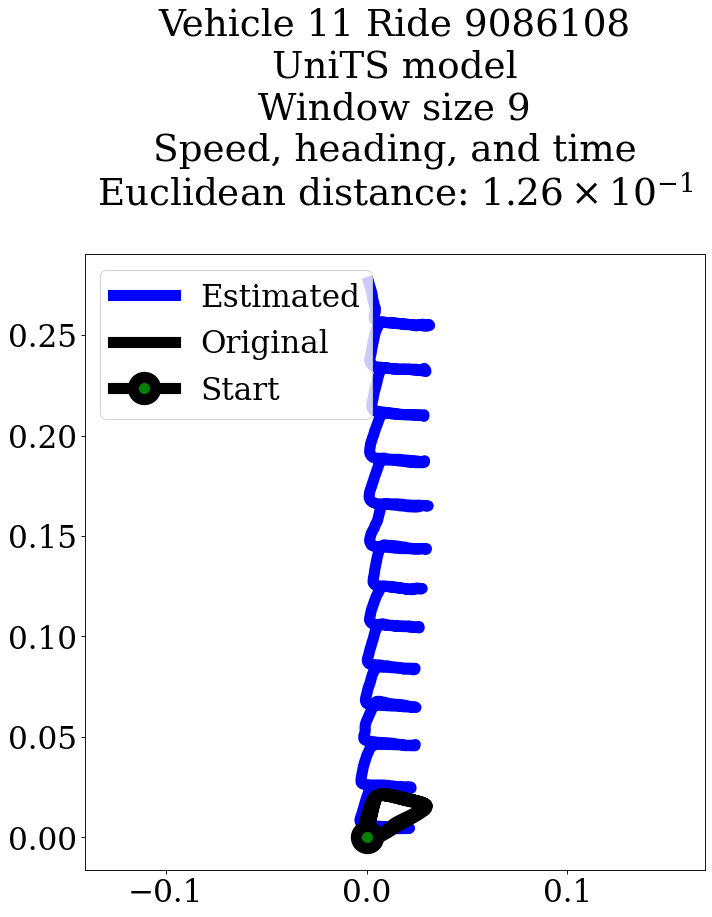 Vehicle 11 Ride 9086108
UniTS model
Window size 9
Speed, heading, and time
Euclidean distance: 1.26 × 10⁻¹
Estimated
Original
Start
0.25
0.20
0.15
0.10
0.05
0.00
−0.1 0.0 0.1